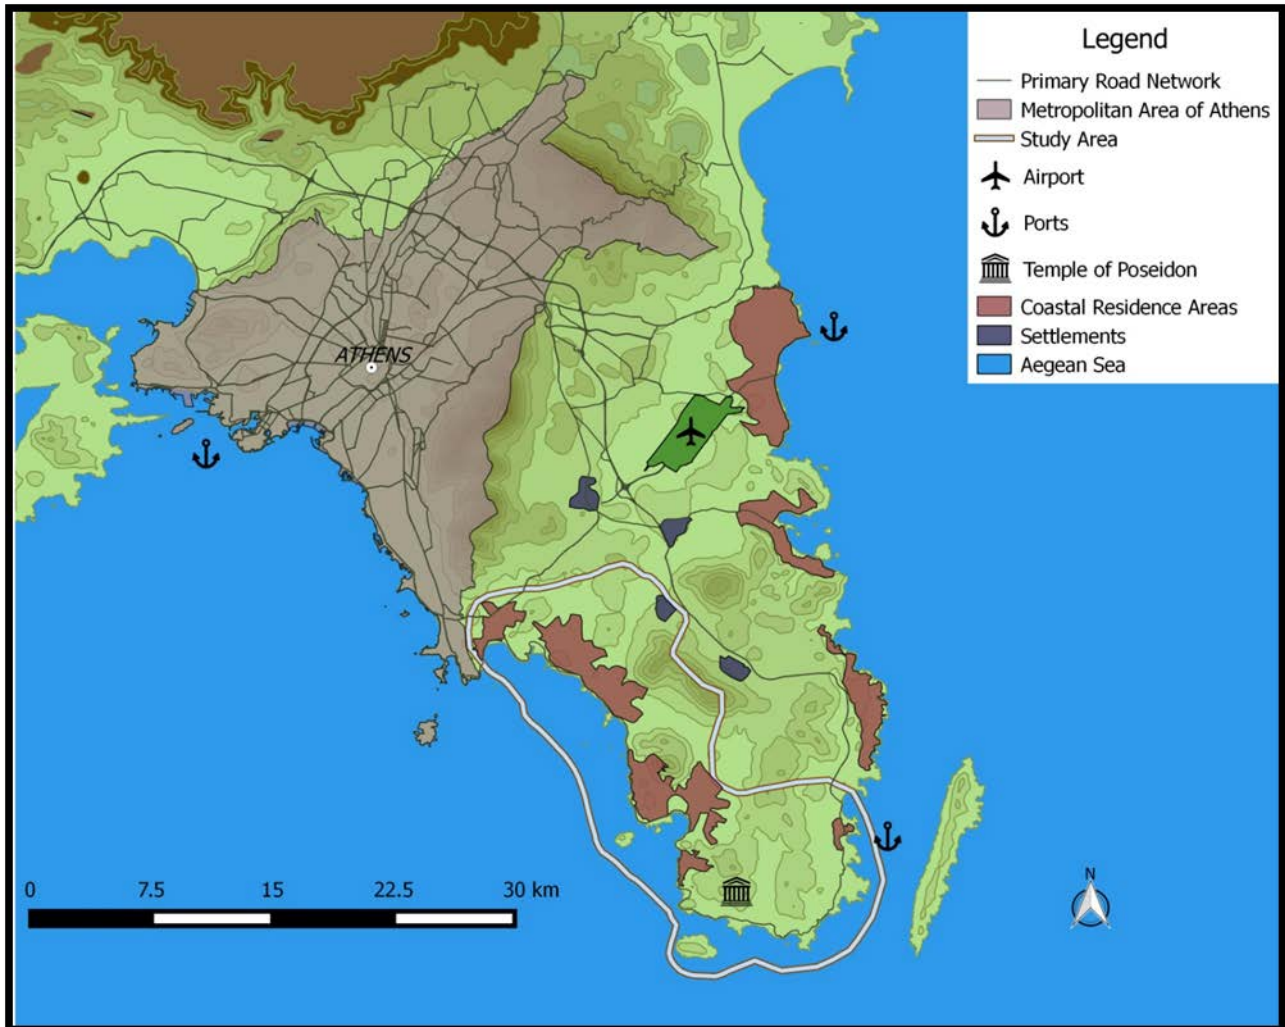 Legend
Primary Road Network
Metropolitan Area of Athens
Study Area
Airport
Ports
Temple of Poseidon
Coastal Residence Areas
Settlements
Aegean Sea
ATHENS
0 7.5 15 22.5 30 km
N